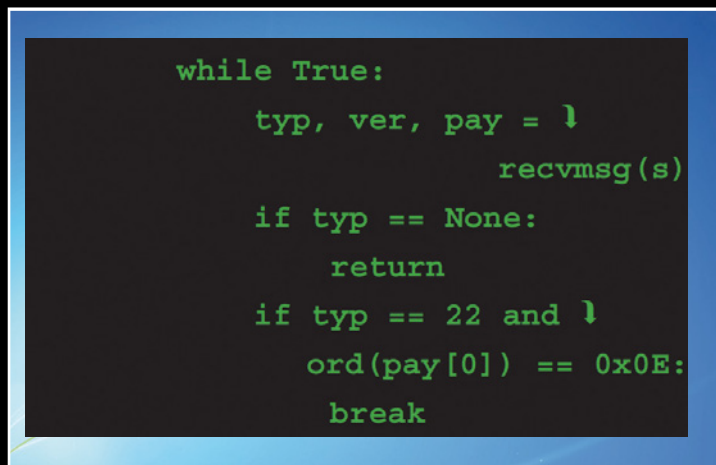 while True:
typ, ver, pay = ⤵
recvmsg(s)
if typ == None:
return
if typ == 22 and ⤵
ord(pay[0]) == 0x0E:
break